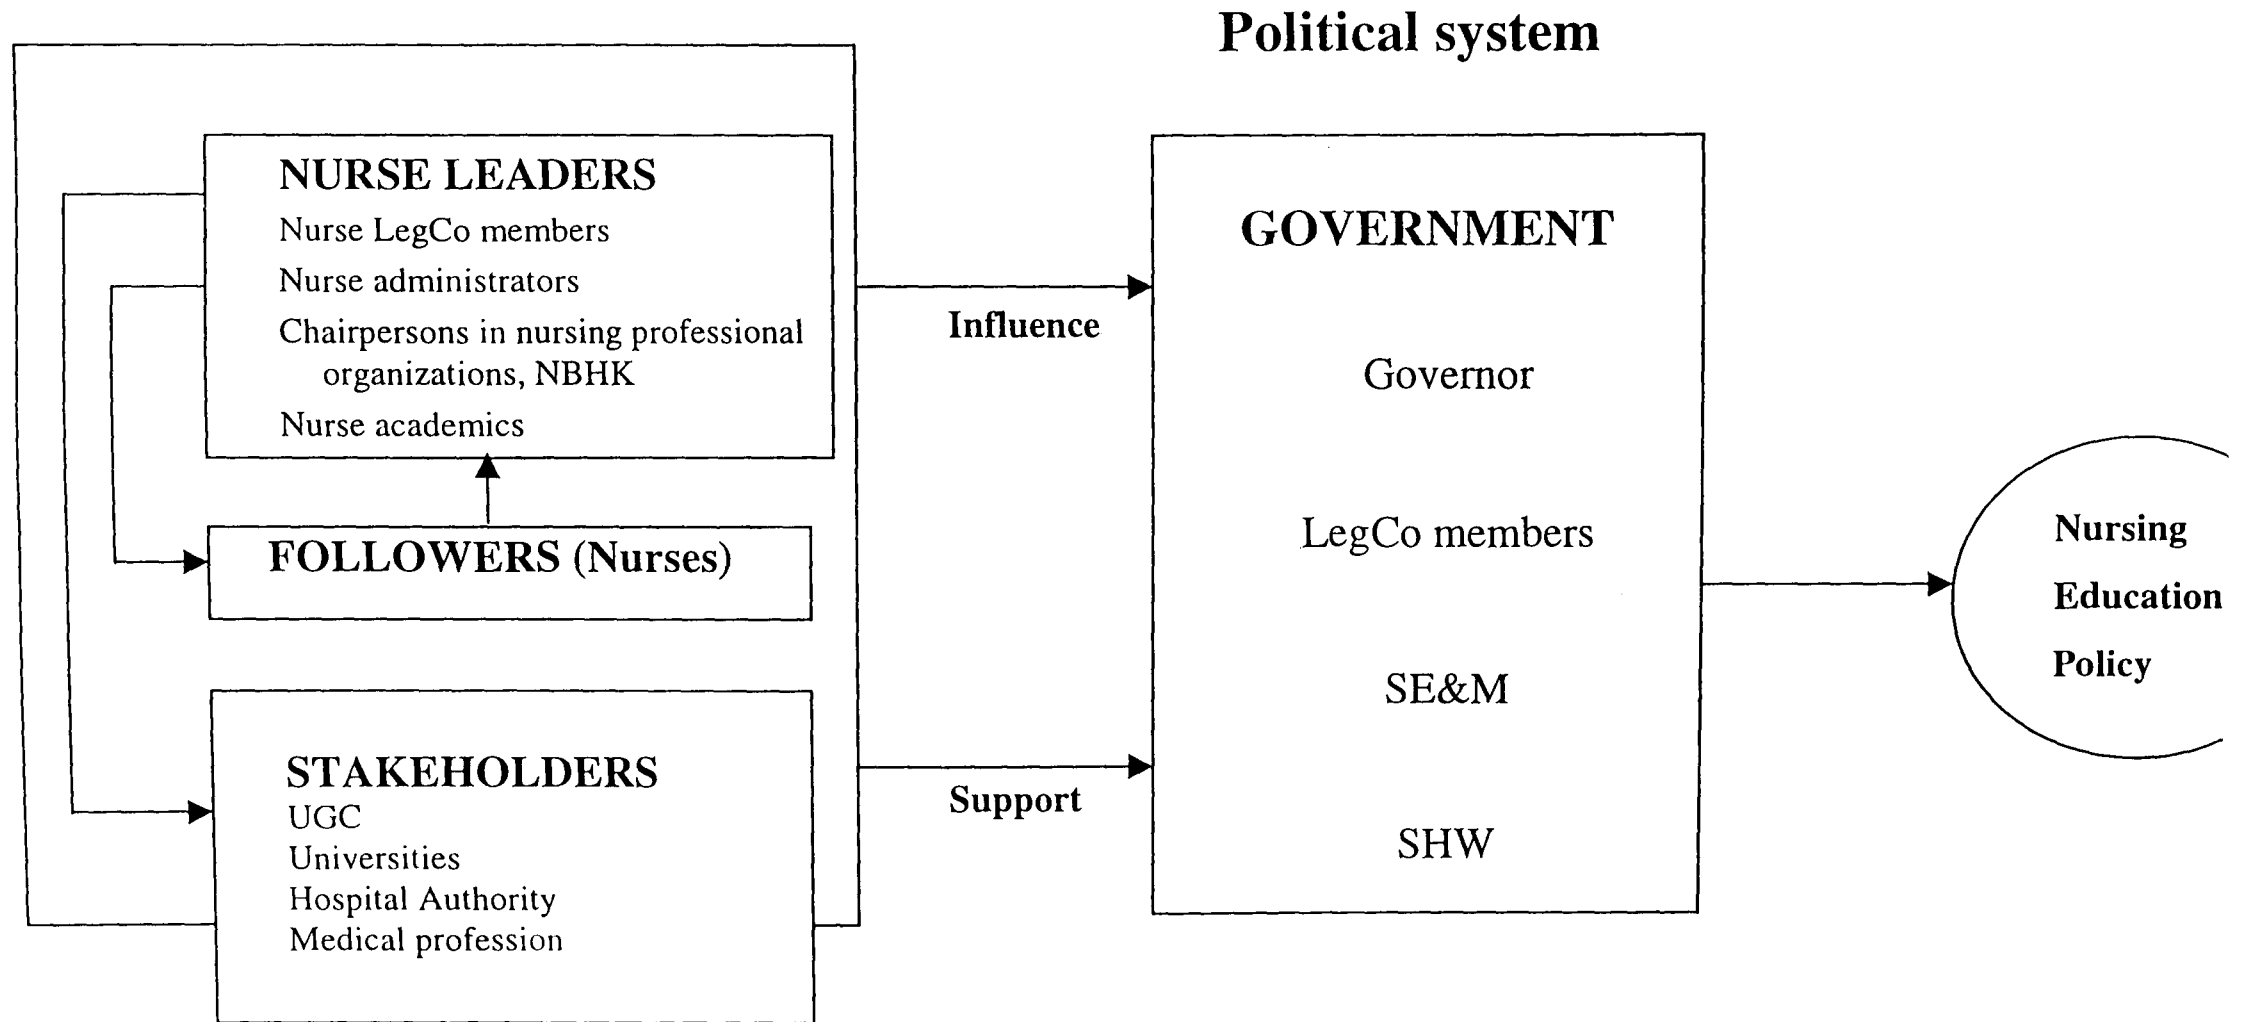 Political system
NURSE LEADERS
Nurse LegCo members
Nurse administrators
Chairpersons in nursing professional
organizations, NBHK
Nurse academics
FOLLOWERS (Nurses)
STAKEHOLDERS
UGC
Universities
Hospital Authority
Medical profession
Influence
Support
GOVERNMENT
Governor
LegCo members
SE&M
SHW
Nursing
Education
Policy